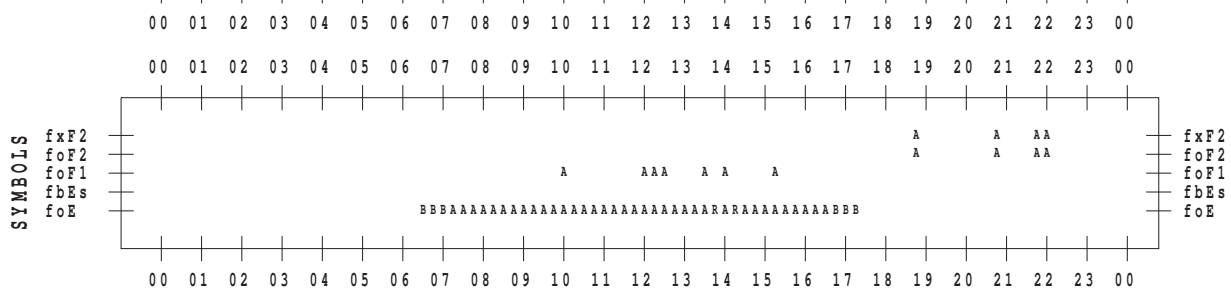 00 01 02 03 04 05 06 07 08 09 10 11 12 13 14 15 16 17 18 19 20 21 22 23 00
00 01 02 03 04 05 06 07 08 09 10 11 12 13 14 15 16 17 18 19 20 21 22 23 00
SYMBOLS
fxF2 A A AA fxF2
foF2 A A AA foF2
foF1 A AAA A A A foF1
fbEs fbEs
foE BBBAAAAAAAAAAAAAAAAAAAAAAAAAARARAAAAAAAAABBB foE
00 01 02 03 04 05 06 07 08 09 10 11 12 13 14 15 16 17 18 19 20 21 22 23 00